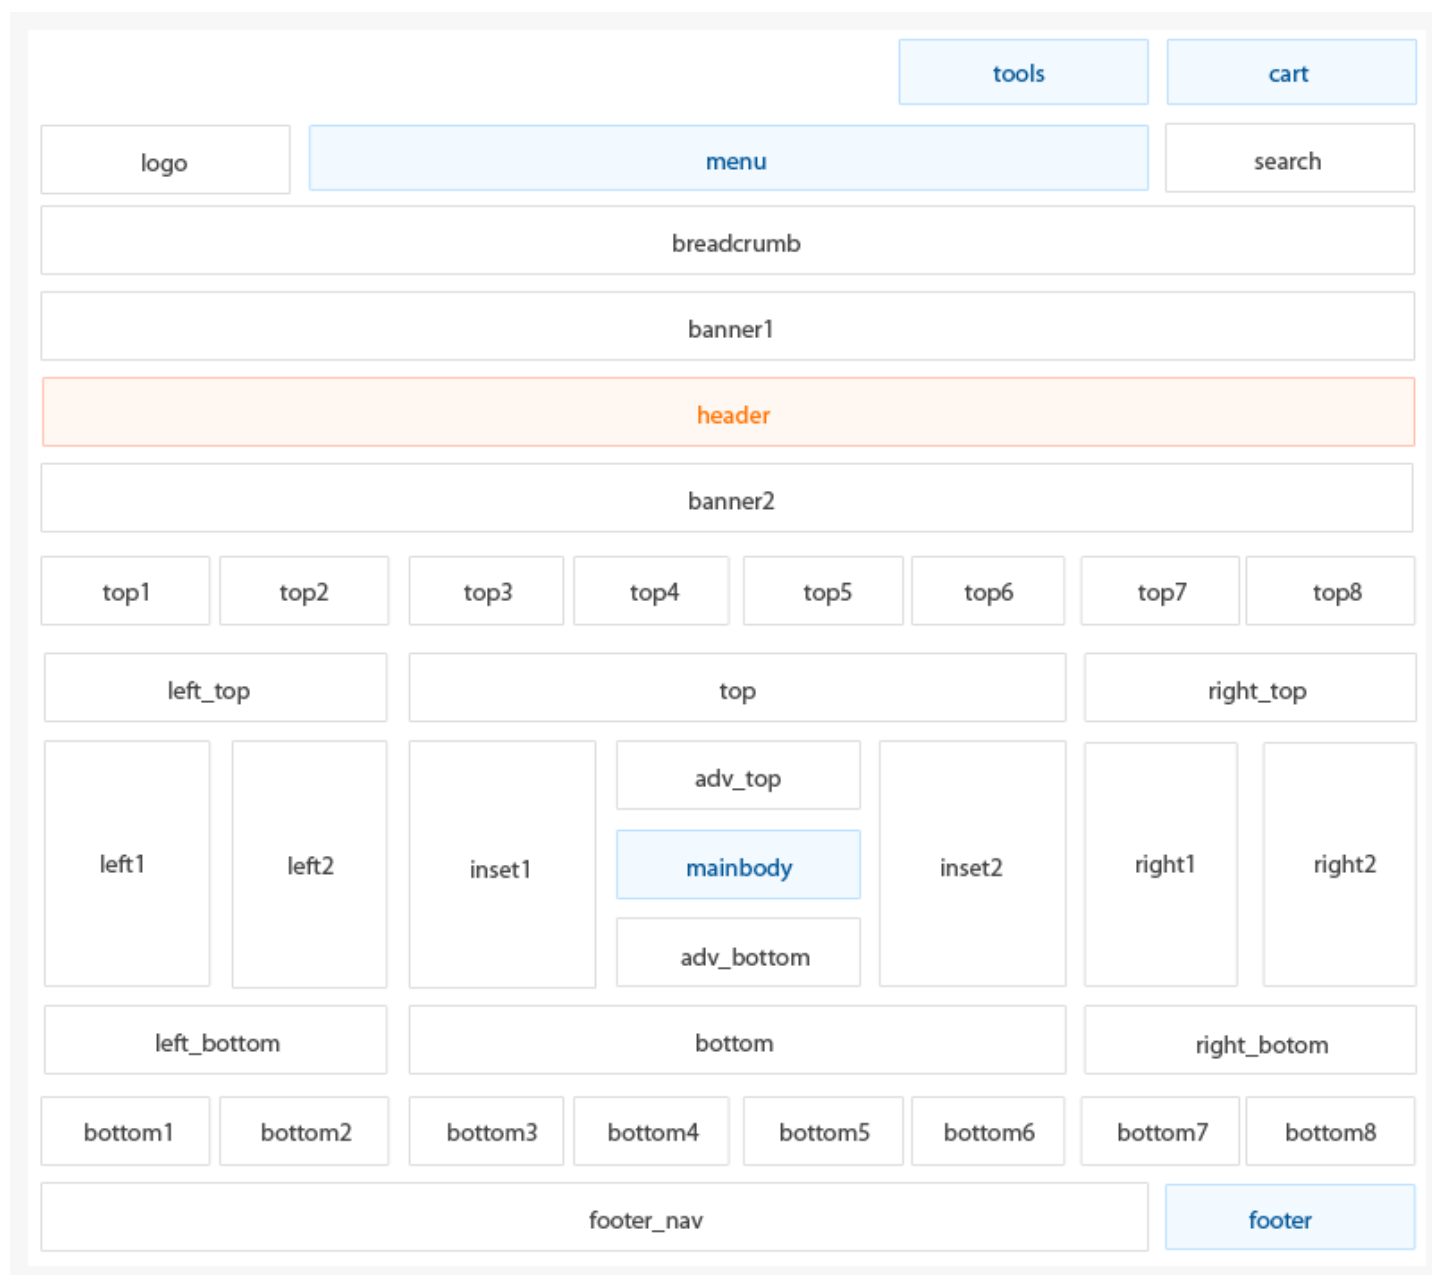 tools cart
logo menu search
breadcrumb
banner1
header
banner2
top1 top2 top3 top4 top5 top6 top7 top8
left_top top right_top
left1 left2 inset1 adv_top mainbody adv_bottom inset2 right1 right2
left_bottom bottom right_botom
bottom1 bottom2 bottom3 bottom4 bottom5 bottom6 bottom7 bottom8
footer_nav footer